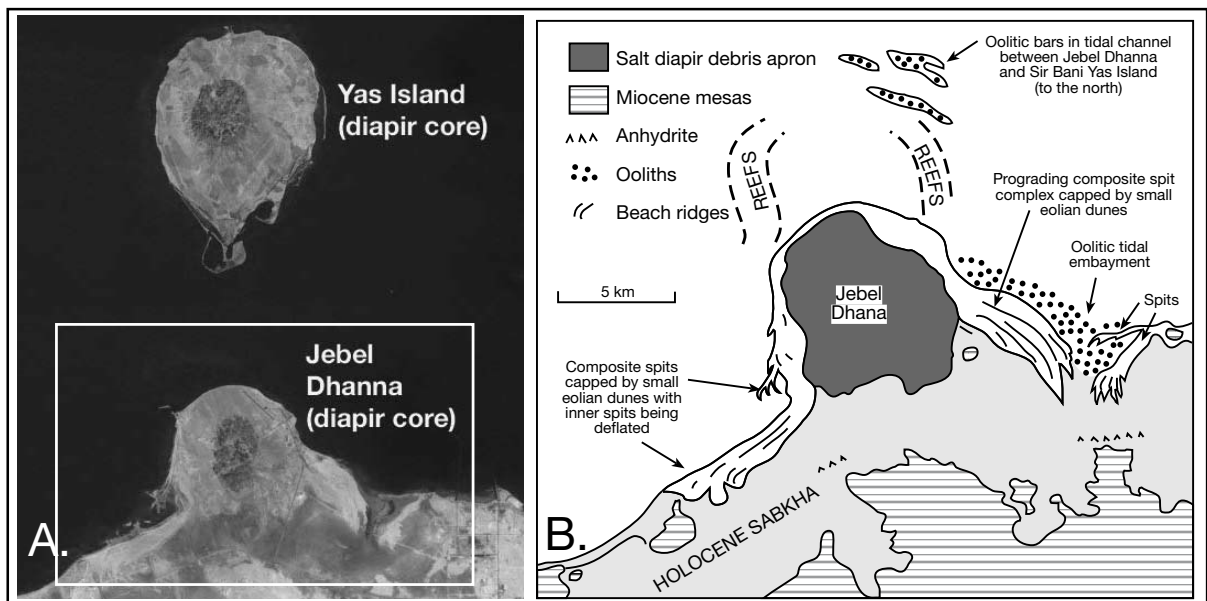 Yas Island
(diapir core)
Jebel
Dhanna
(diapir core)
A.
Salt diapir debris apron
Miocene mesas
Anhydrite
Ooliths
Beach ridges
Oolitic bars in tidal channel
between Jebel Dhanna
and Sir Bani Yas Island
(to the north)
REEFS
REEFS
Prograding composite spit
complex capped by small
eolian dunes
Oolitic tidal
embayment
Spits
5 km
Jebel
Dhana
Composite spits
capped by small
eolian dunes with
inner spits being
deflated
HOLOCENE SABKHA
B.